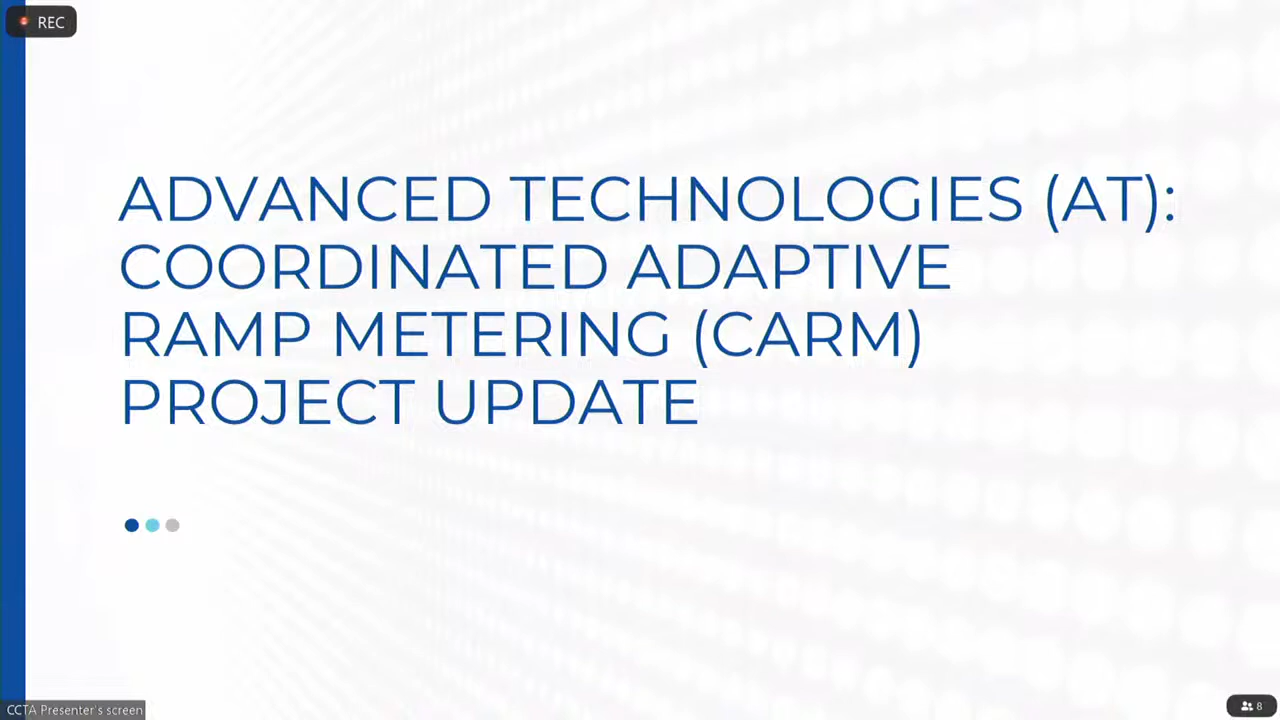 REC
ADVANCED TECHNOLOGIES (AT):
COORDINATED ADAPTIVE
RAMP METERING (CARM)
PROJECT UPDATE
CCTA Presenter's screen
8